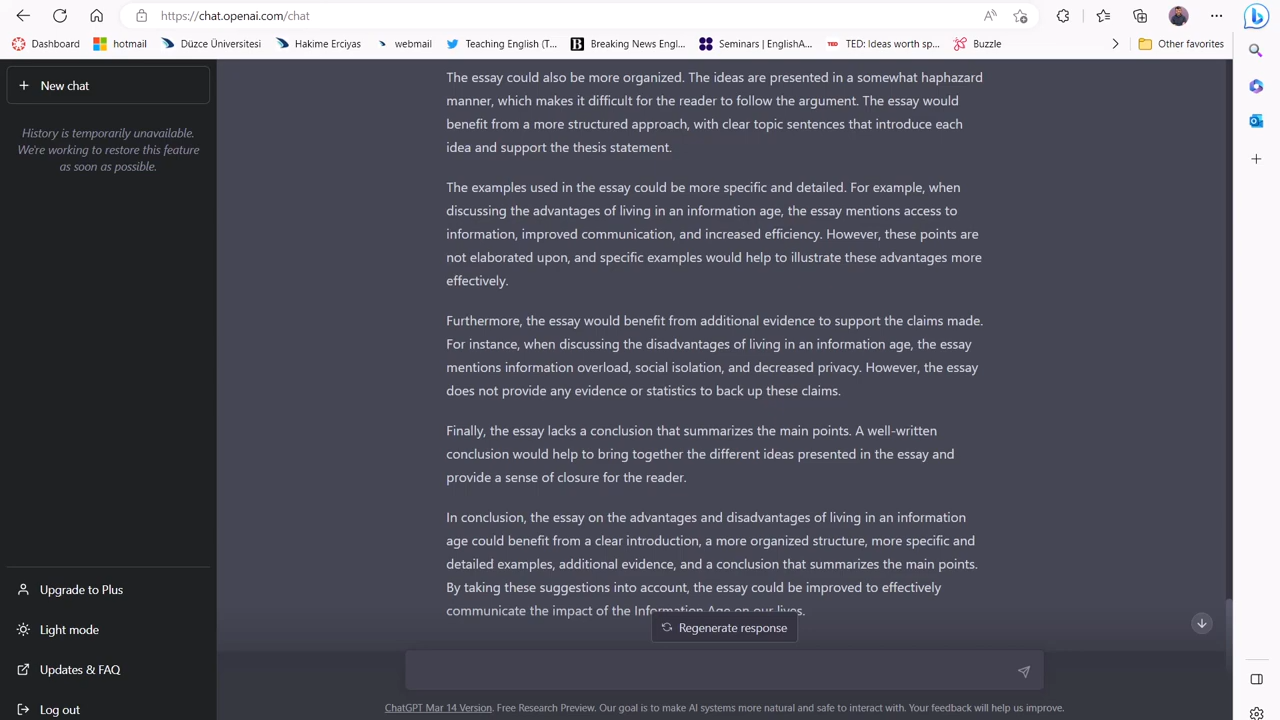 https://chat.openai.com/chat
Dashboard
hotmail
Düzce Üniversitesi
Hakime Erciyas
webmail
Teaching English (T...
Breaking News Engl...
Seminars | EnglishA...
TED: Ideas worth sp...
Buzzle
Other favorites
New chat
History is temporarily unavailable.
We're working to restore this feature
as soon as possible.
The essay could also be more organized. The ideas are presented in a somewhat haphazard
manner, which makes it difficult for the reader to follow the argument. The essay would
benefit from a more structured approach, with clear topic sentences that introduce each
idea and support the thesis statement.
The examples used in the essay could be more specific and detailed. For example, when
discussing the advantages of living in an information age, the essay mentions access to
information, improved communication, and increased efficiency. However, these points are
not elaborated upon, and specific examples would help to illustrate these advantages more
effectively.
Furthermore, the essay would benefit from additional evidence to support the claims made.
For instance, when discussing the disadvantages of living in an information age, the essay
mentions information overload, social isolation, and decreased privacy. However, the essay
does not provide any evidence or statistics to back up these claims.
Finally, the essay lacks a conclusion that summarizes the main points. A well-written
conclusion would help to bring together the different ideas presented in the essay and
provide a sense of closure for the reader.
In conclusion, the essay on the advantages and disadvantages of living in an information
age could benefit from a clear introduction, a more organized structure, more specific and
detailed examples, additional evidence, and a conclusion that summarizes the main points.
By taking these suggestions into account, the essay could be improved to effectively
communicate the impact of the Information Age on our lives.
Regenerate response
Upgrade to Plus
Light mode
Updates & FAQ
Log out
ChatGPT Mar 14 Version. Free Research Preview. Our goal is to make AI systems more natural and safe to interact with. Your feedback will help us improve.